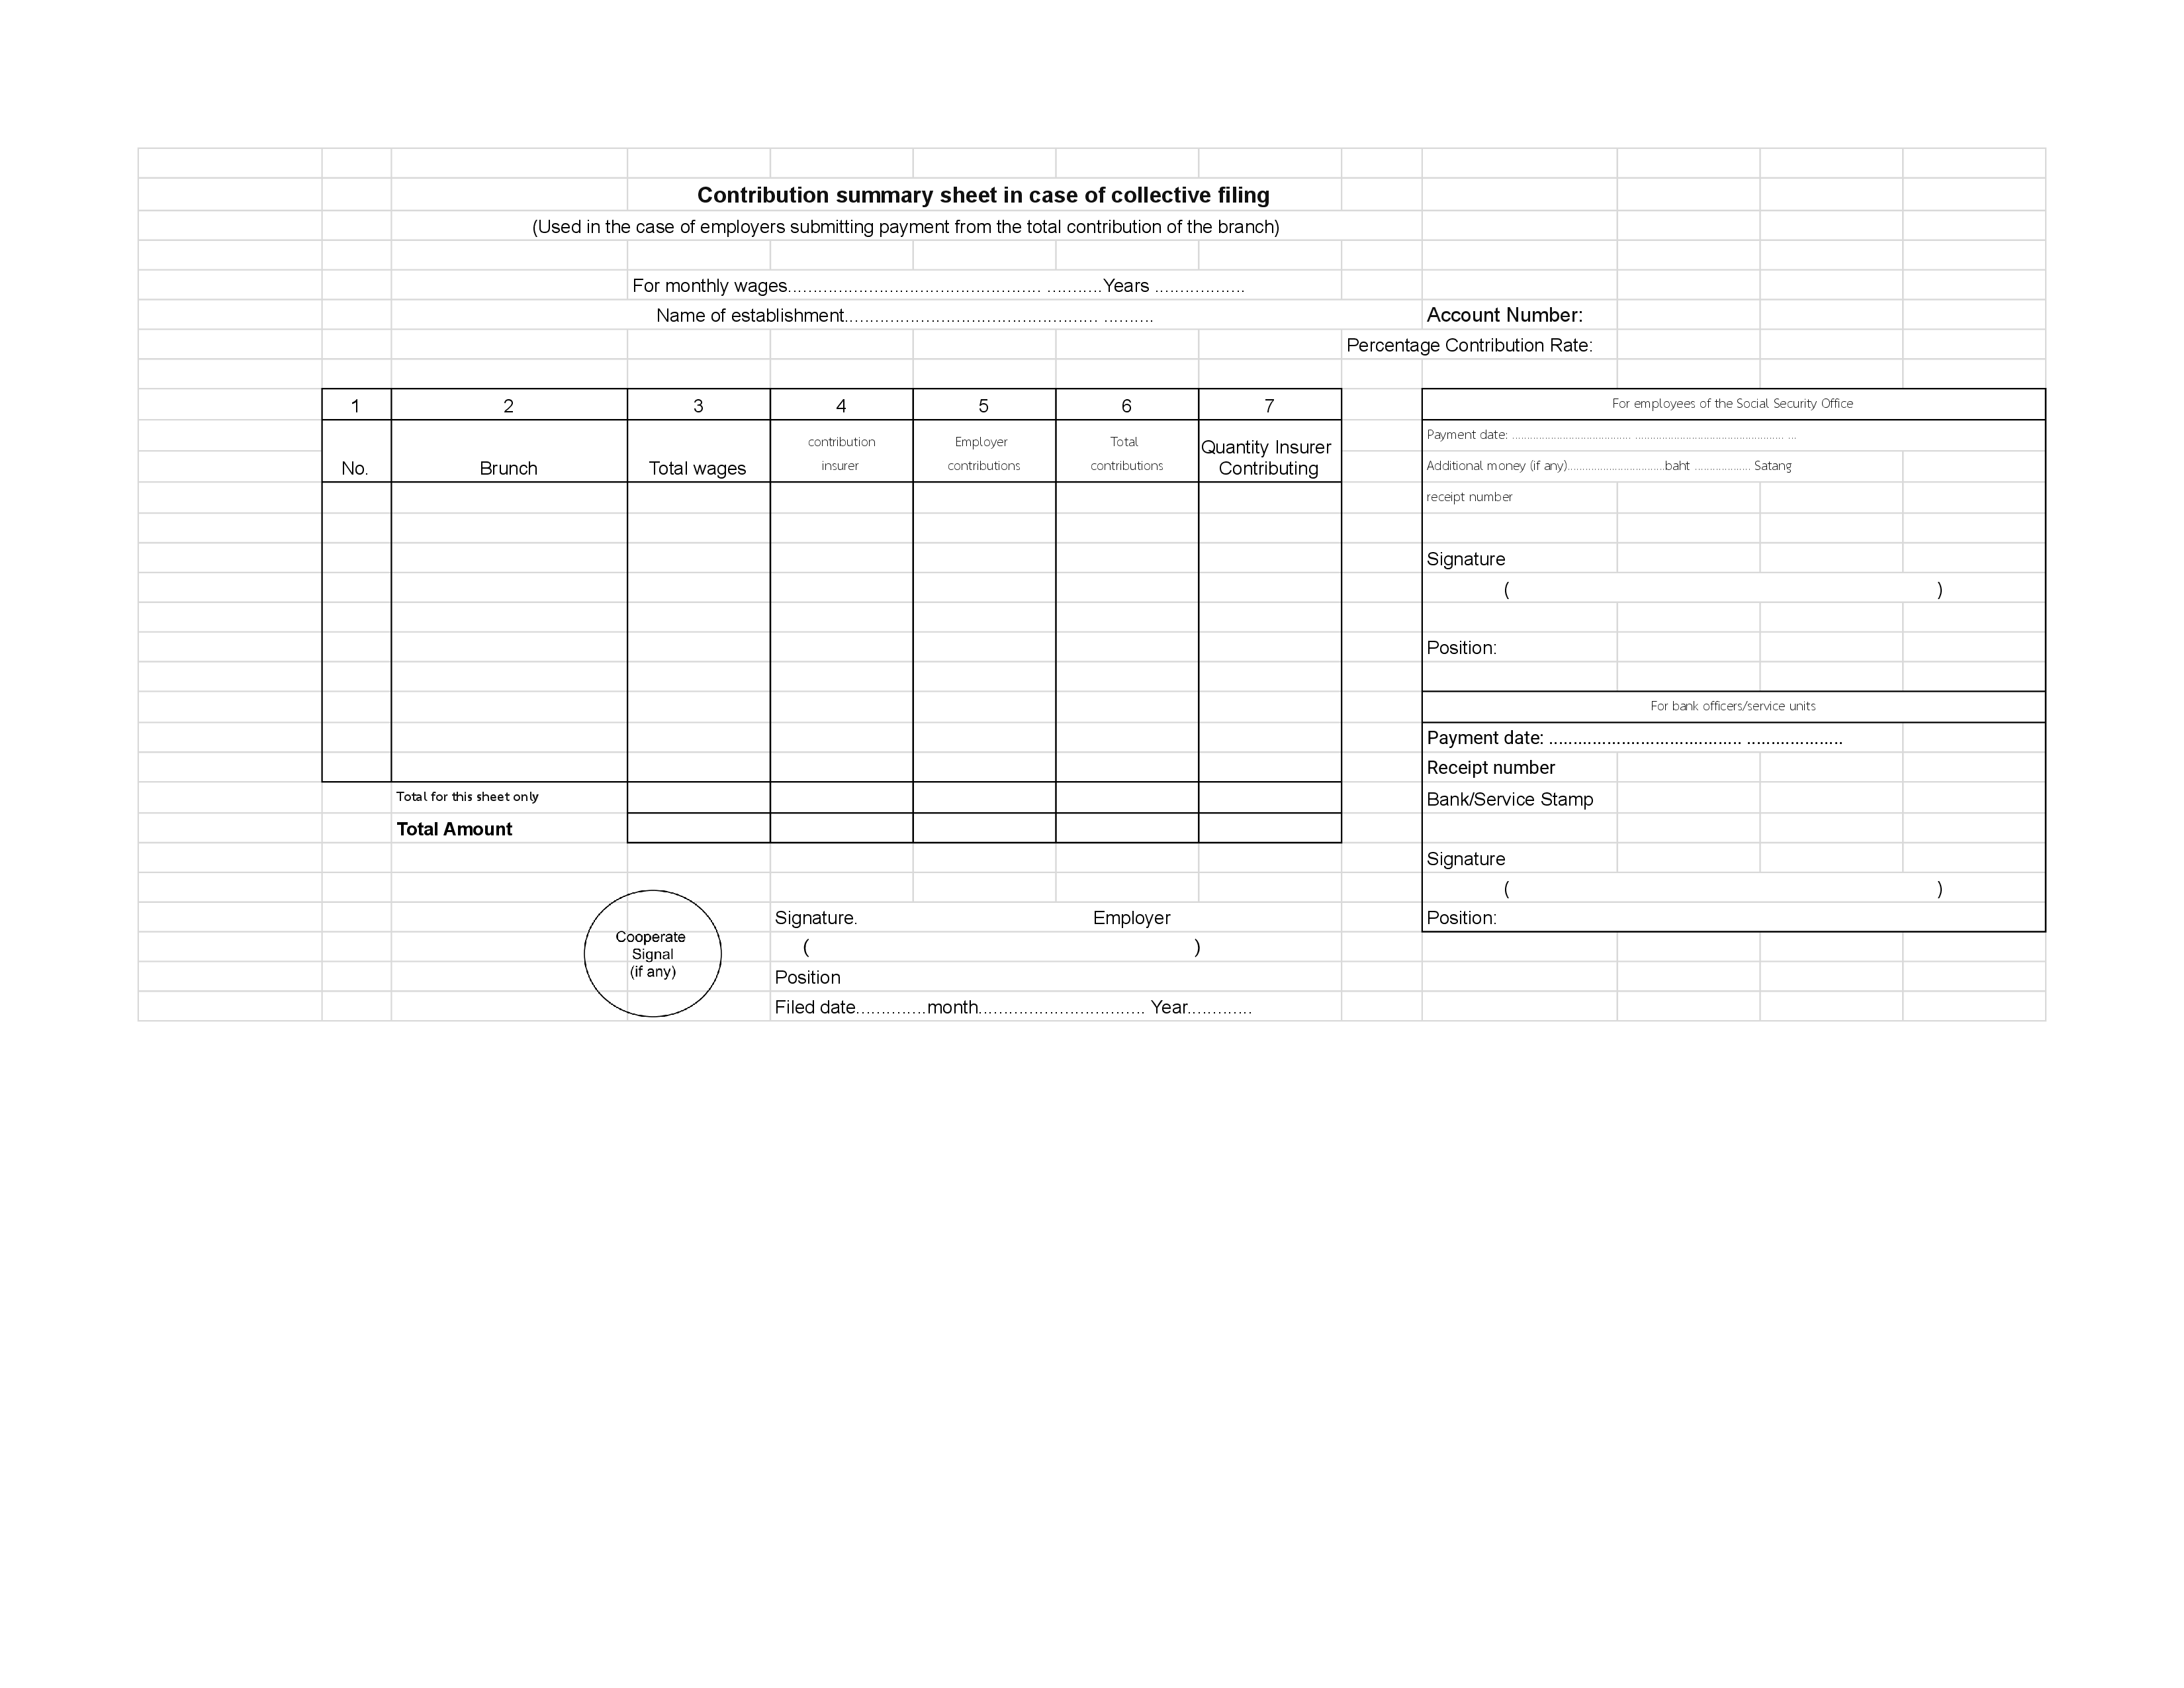 Contribution summary sheet in case of collective filing
(Used in the case of employers submitting payment from the total contribution of the branch)
For monthly wages.................................................. ...........Years ..................
Name of establishment.................................................. ..........
Account Number:
Percentage Contribution Rate:
1 2 3 4 5 6 7
No. Brunch Total wages contribution insurer Employer contributions Total contributions Quantity Insurer Contributing
Total for this sheet only
Total Amount
Cooperate
Signal
(if any)
Signature. Employer
( )
Position
Filed date..............month................................. Year.............
For employees of the Social Security Office
Payment date: ........................................ .................................................. ...
Additional money (if any).................................baht ................... Satang
receipt number
Signature
( )
Position:
For bank officers/service units
Payment date: ........................................ ....................
Receipt number
Bank/Service Stamp
Signature
( )
Position: